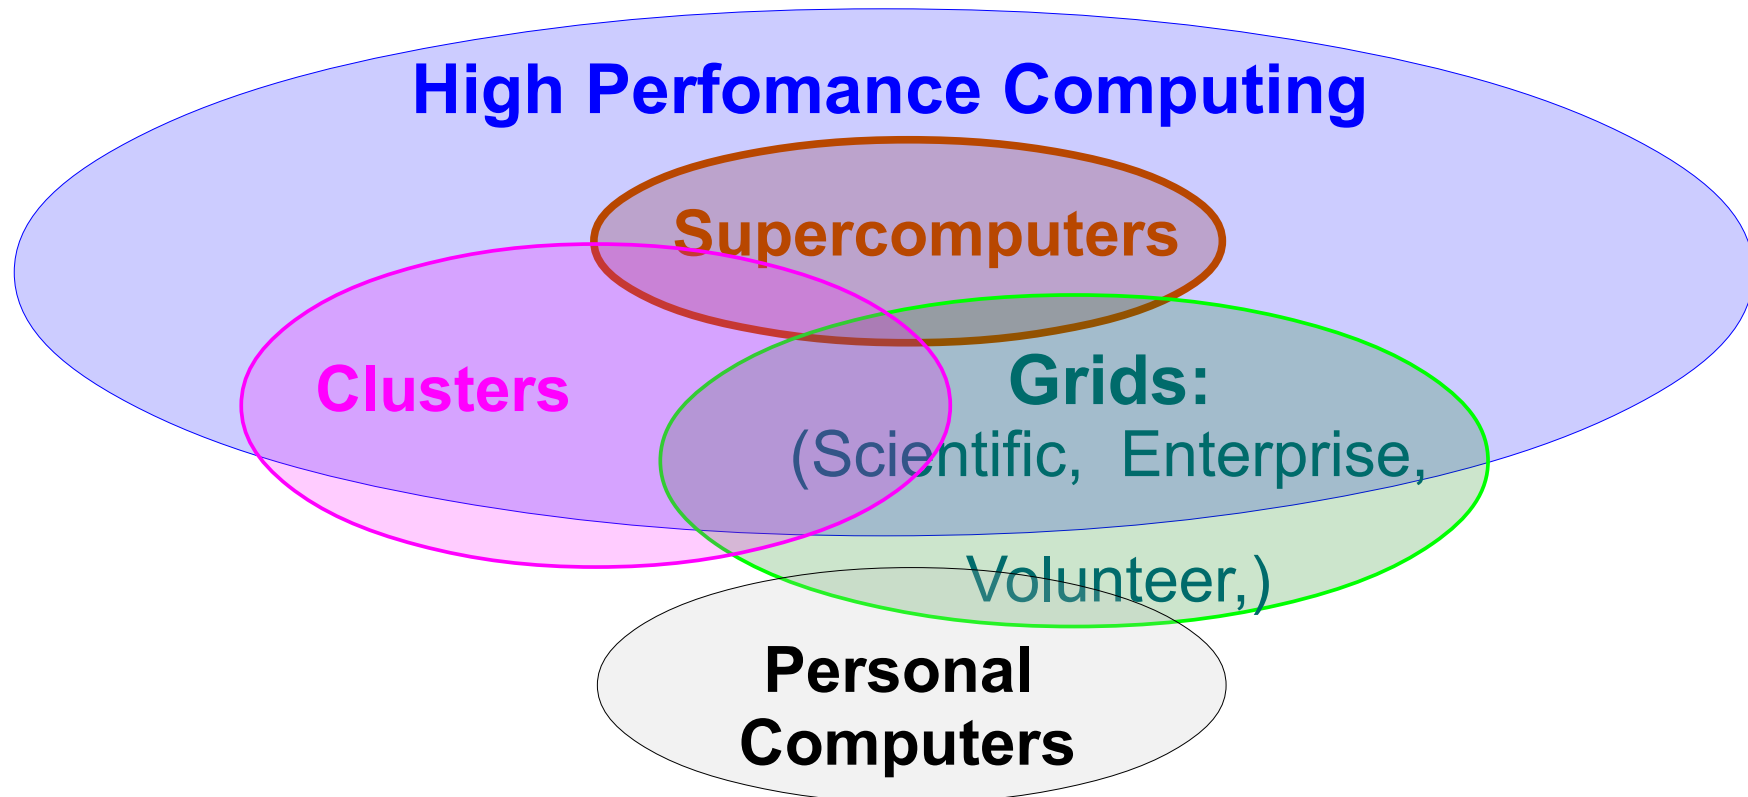 High Perfomance Computing
Supercomputers
Clusters
Grids:
(Scientific, Enterprise,
Volunteer,)
Personal
Computers